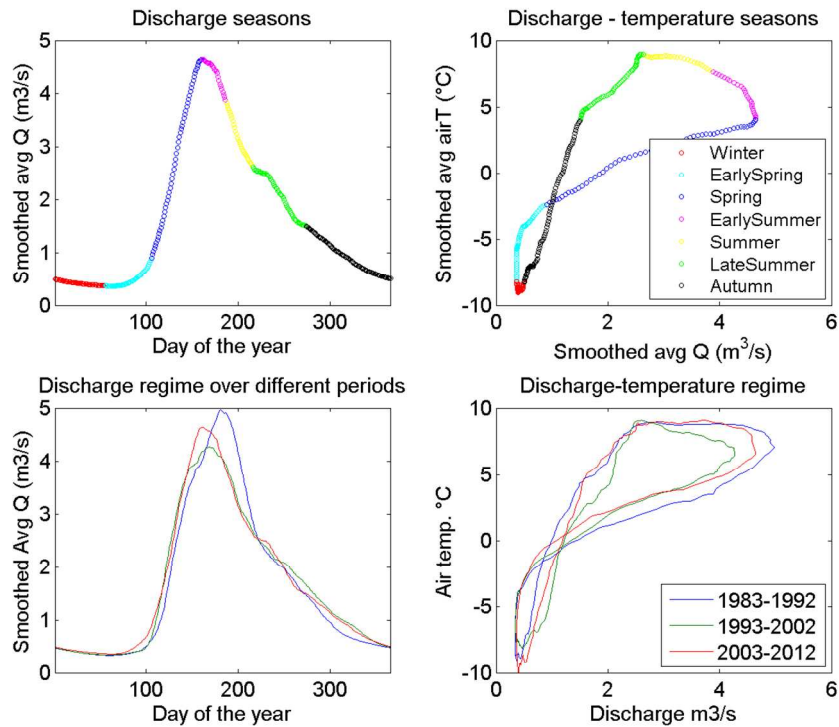 Discharge seasons
Smoothed avg Q (m3/s)
5
4
3
2
1
0
100
200
300
Day of the year
Discharge - temperature seasons
Smoothed avg airT (°C)
10
5
0
-5
-10
0
2
4
6
Smoothed avg Q (m³/s)
Winter
EarlySpring
Spring
EarlySummer
Summer
LateSummer
Autumn
Discharge regime over different periods
Smoothed Avg Q (m3/s)
5
4
3
2
1
0
100
200
300
Day of the year
Discharge-temperature regime
Air temp. °C
10
5
0
-5
-10
0
2
4
6
Discharge m3/s
1983-1992
1993-2002
2003-2012